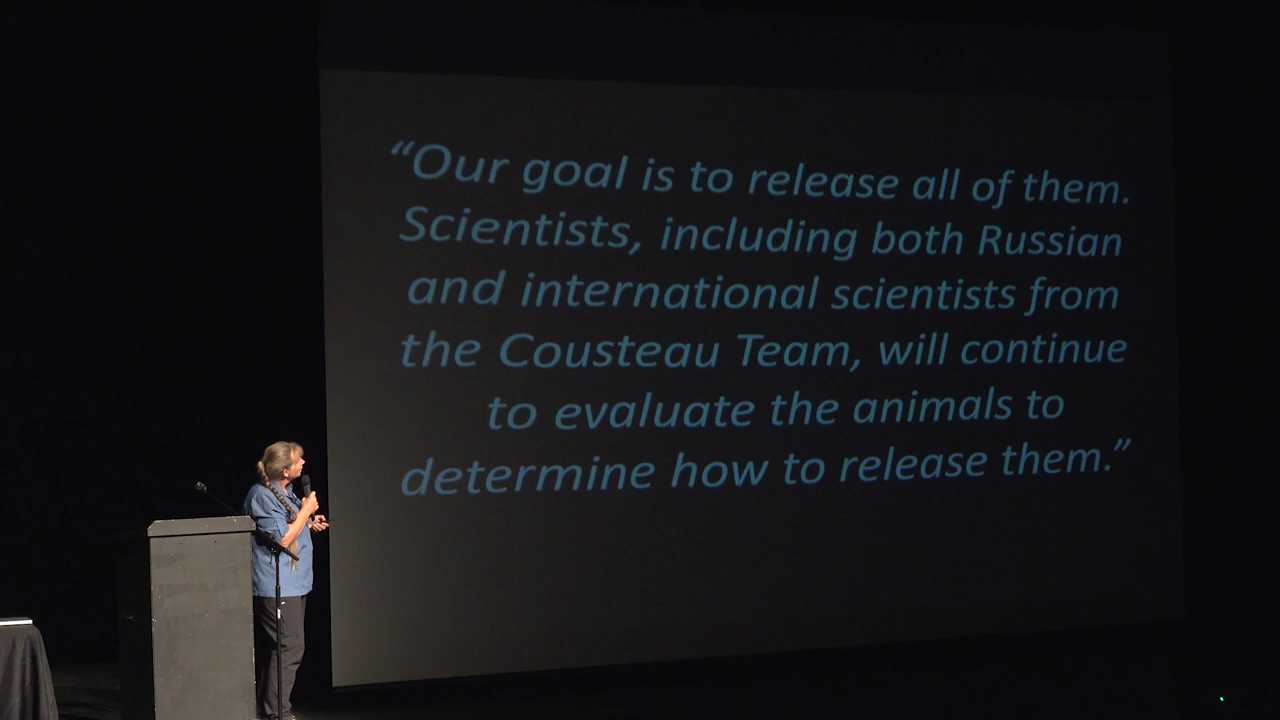 “Our goal is to release all of them.
Scientists, including both Russian
and international scientists from
the Cousteau Team, will continue
to evaluate the animals to
determine how to release them.”